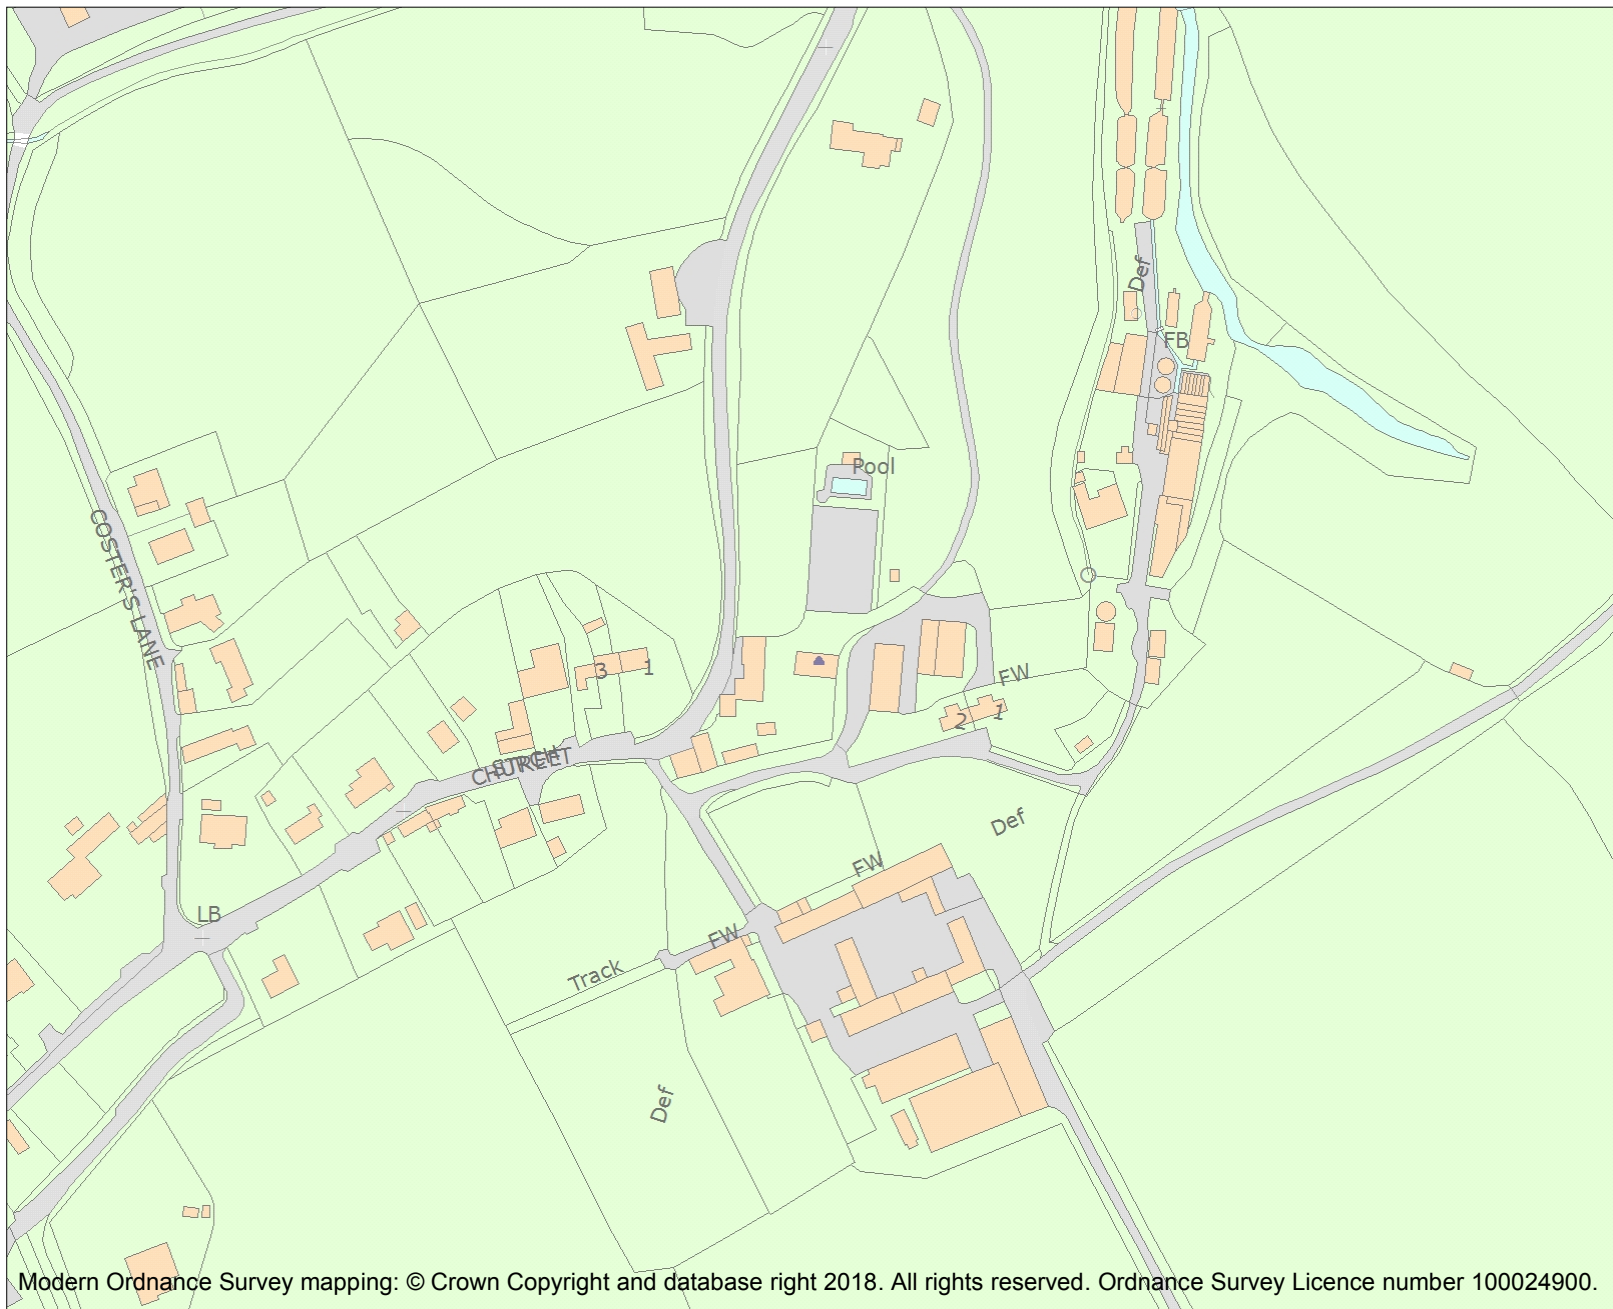 Def
FB
Pool
COSTER'S LANE
3
1
FW
2
1
CHURCH
STREET
Def
FW
LB
FW
Track
Def
Modern Ordnance Survey mapping: © Crown Copyright and database right 2018. All rights reserved. Ordnance Survey Licence number 100024900.